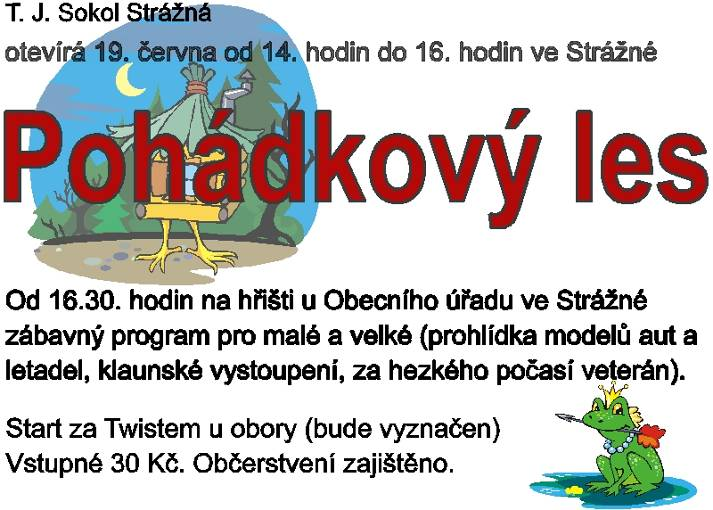 T. J. Sokol Strážná
otevírá 19. června od 14. hodin do 16. hodin ve Strážné
Pohádkový les
Od 16.30. hodin na hřišti u Obecního úřadu ve Strážné
zábavný program pro malé a velké (prohlídka modelů aut a
letadel, klaunské vystoupení, za hezkého počasí veterán).
Start za Twistem u obory (bude vyznačen)
Vstupné 30 Kč. Občerstvení zajištěno.